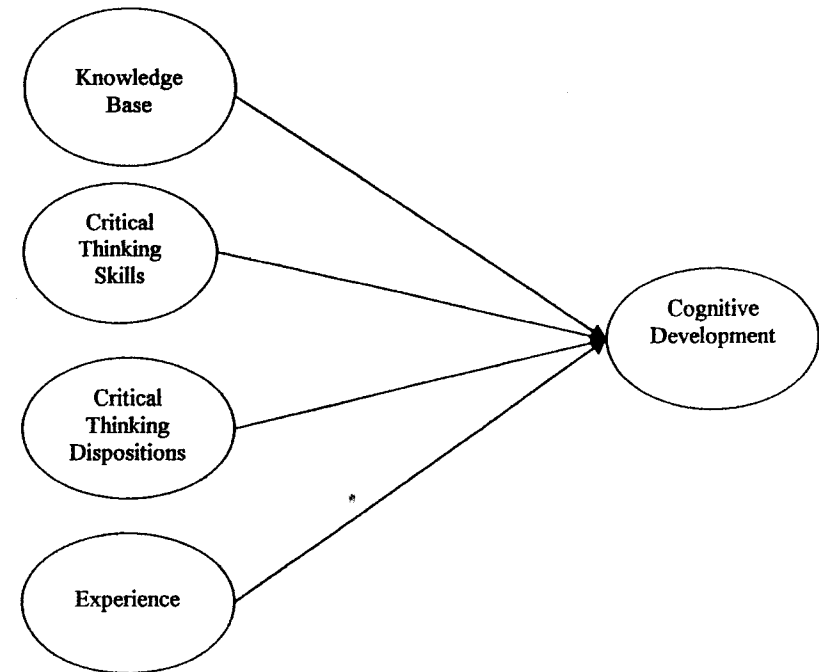 Knowledge
Base
Critical
Thinking
Skills
Cognitive
Development
Critical
Thinking
Dispositions
Experience